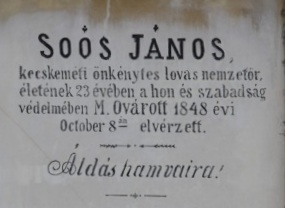 SOÓS JÁNOS,
kecskeméti önkénytes lovas nemzetőr,
életének 23 évében, a hon és szabadság
védelmében M. Óvárott 1848 évi
October 8án elvérzett.
Áldás hamvaira!